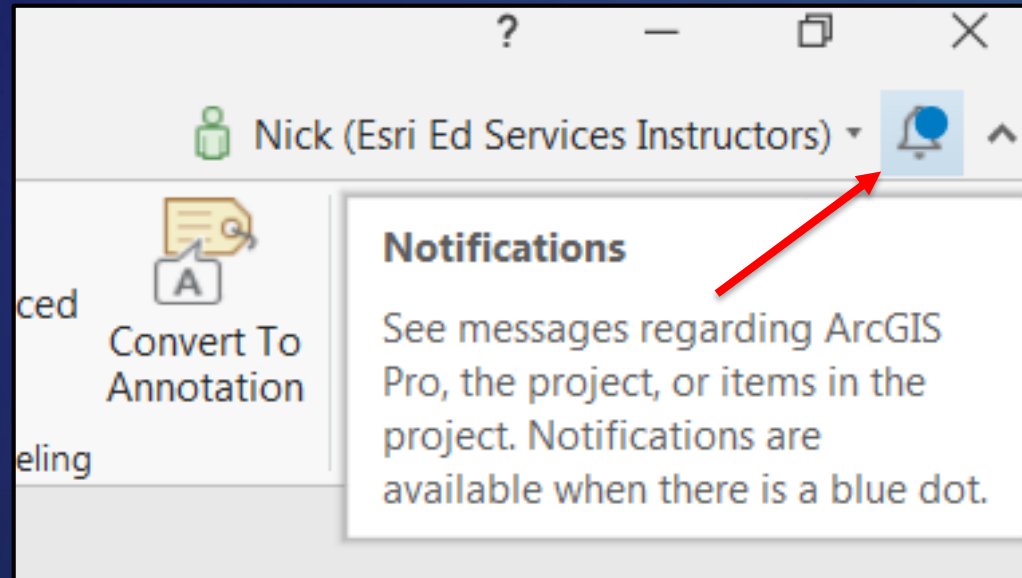 ?
Nick (Esri Ed Services Instructors)
ced
Convert To
Annotation
A
eling
Notifications
See messages regarding ArcGIS
Pro, the project, or items in the
project. Notifications are
available when there is a blue dot.